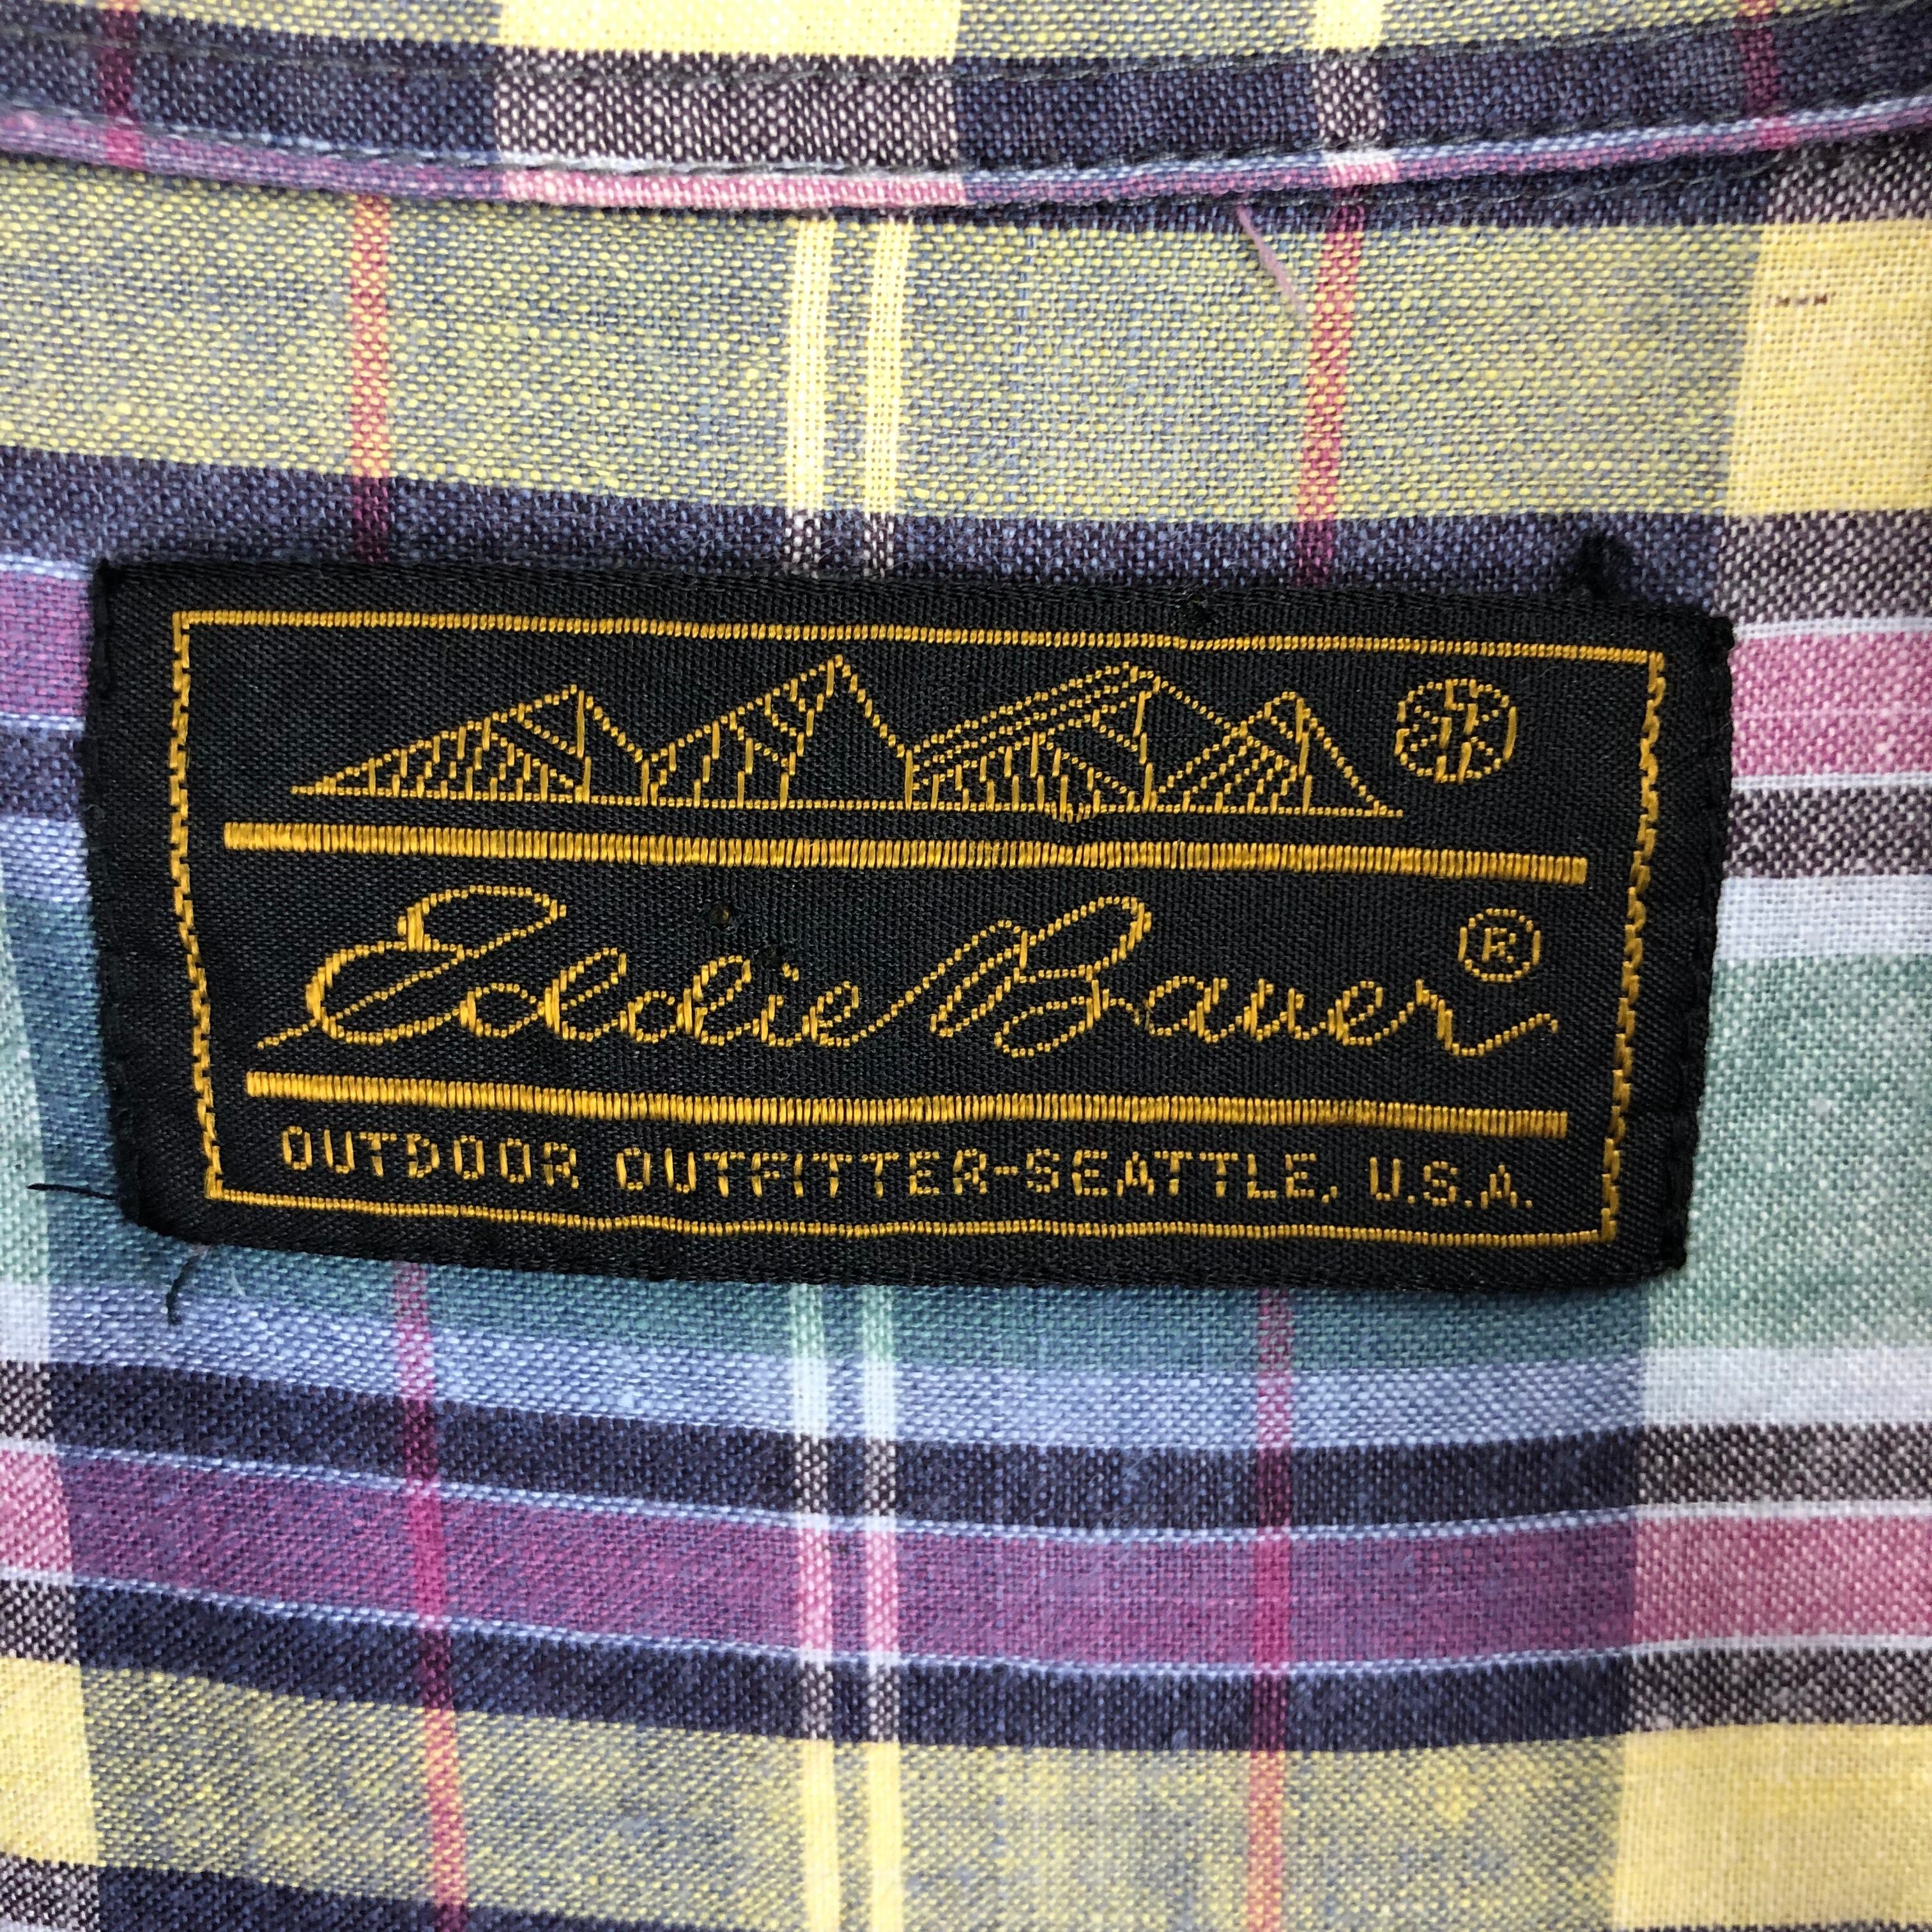 Eddie Bauer ®
OUTDOOR OUTFITTER-SEATTLE, U.S.A.